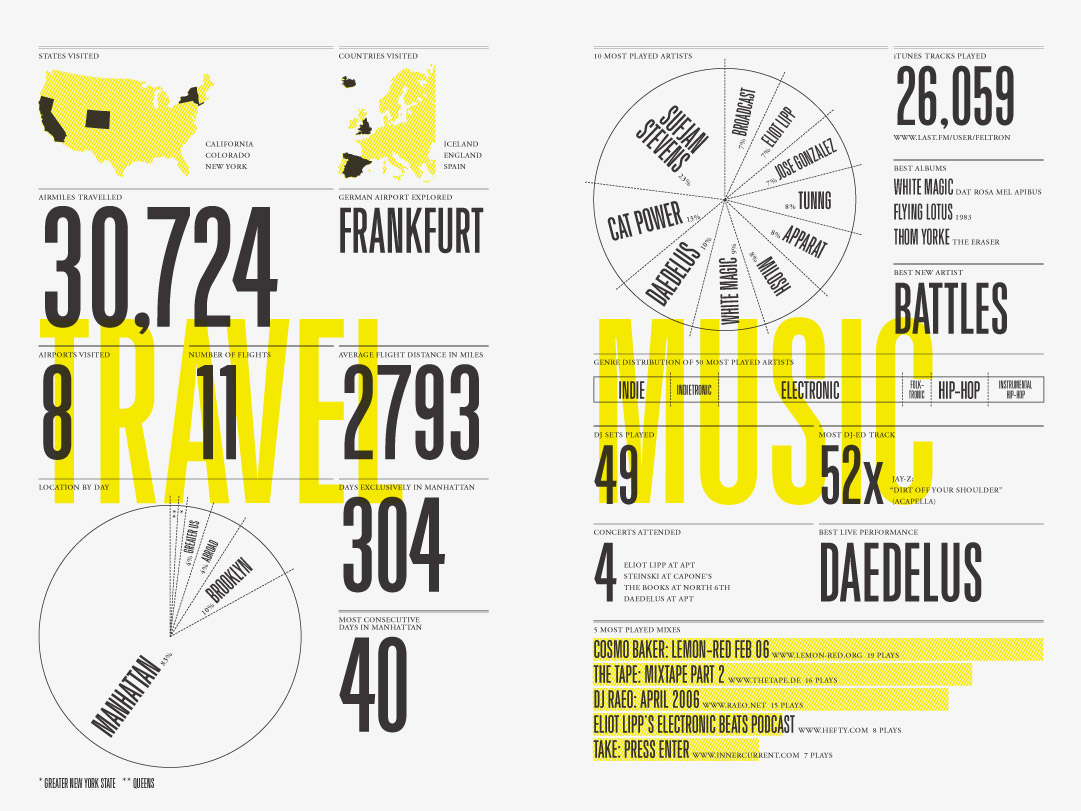 STATES VISITED
CALIFORNIA
COLORADO
NEW YORK
COUNTRIES VISITED
ICELAND
ENGLAND
SPAIN
AIRMILES TRAVELLED
30,724
GERMAN AIRPORT EXPLORED
FRANKFURT
TRAVEL
AIRPORTS VISITED
8
NUMBER OF FLIGHTS
11
AVERAGE FLIGHT DISTANCE IN MILES
2793
LOCATION BY DAY
*
**
4% GREATER US
4% ABROAD
10% BROOKLYN
MANHATTAN 83%
DAYS EXCLUSIVELY IN MANHATTAN
304
MOST CONSECUTIVE
DAYS IN MANHATTAN
40
* GREATER NEW YORK STATE ** QUEENS
10 MOST PLAYED ARTISTS
7% BROADCAST
7% ELIOT LIPP
7% JOSE GONZALEZ
8% TUNNG
8% APPARAT
8% MILOSH
WHITE MAGIC 9%
DAEDELUS 10%
CAT POWER 13%
SUFJAN
STEVENS 23%
iTUNES TRACKS PLAYED
26,059
WWW.LAST.FM/USER/FELTRON
BEST ALBUMS
WHITE MAGIC DAT ROSA MEL APIBUS
FLYING LOTUS 1983
THOM YORKE THE ERASER
BEST NEW ARTIST
BATTLES
MUSIC
GENRE DISTRIBUTION OF 50 MOST PLAYED ARTISTS
INDIE
INDIETRONIC
ELECTRONIC
FOLK-
TRONIC
HIP-HOP
INSTRUMENTAL
HIP-HOP
DJ SETS PLAYED
49
MOST DJ-ED TRACK
52x
JAY-Z:
"DIRT OFF YOUR SHOULDER"
(ACAPELLA)
CONCERTS ATTENDED
4
ELIOT LIPP AT APT
STEINSKI AT CAPONE'S
THE BOOKS AT NORTH 6TH
DAEDELUS AT APT
BEST LIVE PERFORMANCE
DAEDELUS
5 MOST PLAYED MIXES
COSMO BAKER: LEMON-RED FEB 06 WWW.LEMON-RED.ORG 19 PLAYS
THE TAPE: MIXTAPE PART 2 WWW.THETAPE.DE 16 PLAYS
DJ RAEO: APRIL 2006 WWW.RAEO.NET 15 PLAYS
ELIOT LIPP'S ELECTRONIC BEATS PODCAST WWW.HEFTY.COM 8 PLAYS
TAKE: PRESS ENTER WWW.INNERCURRENT.COM 7 PLAYS